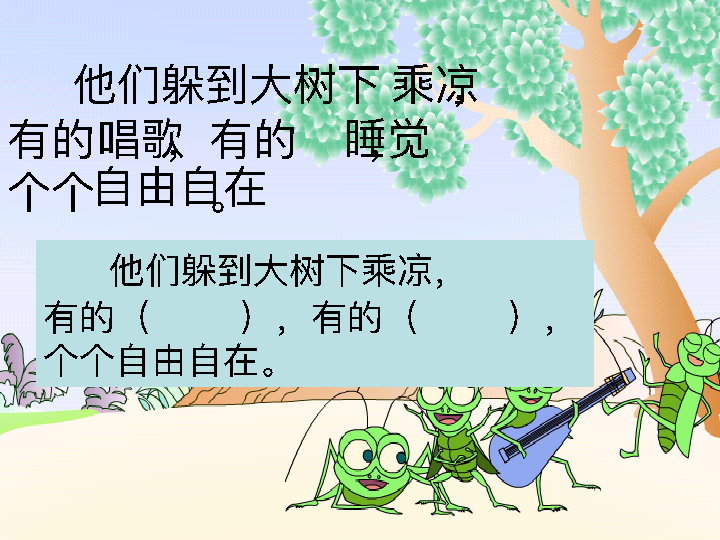 他们躲到大树下乘凉，
有的唱歌，有的睡觉，
个个自由自在。
他们躲到大树下乘凉，
有的（　　），有的（　　），
个个自由自在。